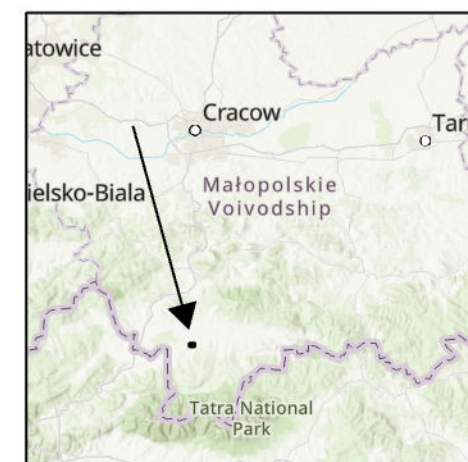 atowice
Cracow
Tar
ielsko-Biala
Małopolskie
Voivodship
Tatra National
Park